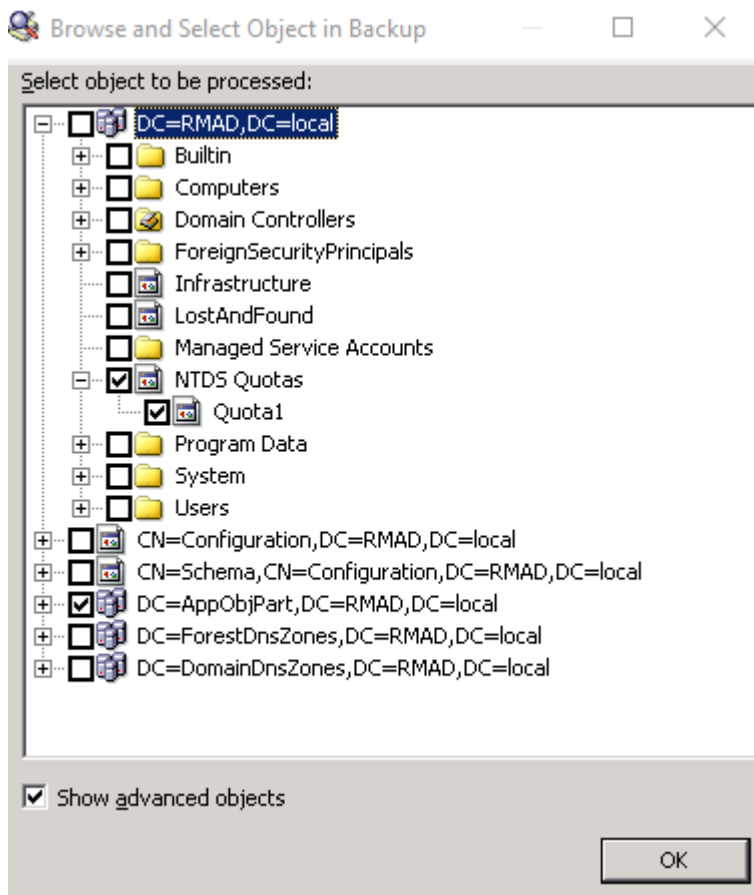 Browse and Select Object in Backup
Select object to be processed:
DC=RMAD,DC=local
Builtin
Computers
Domain Controllers
ForeignSecurityPrincipals
Infrastructure
LostAndFound
Managed Service Accounts
NTDS Quotas
Quota1
Program Data
System
Users
CN=Configuration,DC=RMAD,DC=local
CN=Schema,CN=Configuration,DC=RMAD,DC=local
DC=AppObjPart,DC=RMAD,DC=local
DC=ForestDnsZones,DC=RMAD,DC=local
DC=DomainDnsZones,DC=RMAD,DC=local
Show advanced objects
OK